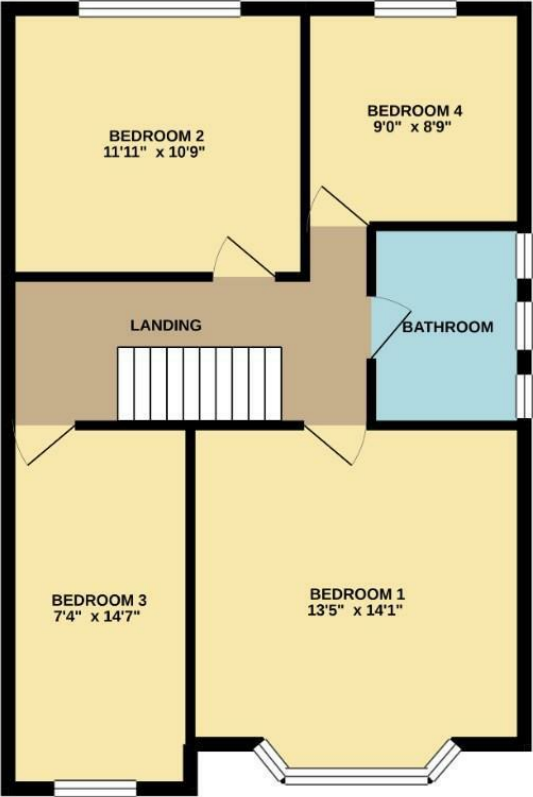 BEDROOM 2
11'11" x 10'9"
BEDROOM 4
9'0" x 8'9"
LANDING
BATHROOM
BEDROOM 3
7'4" x 14'7"
BEDROOM 1
13'5" x 14'1"